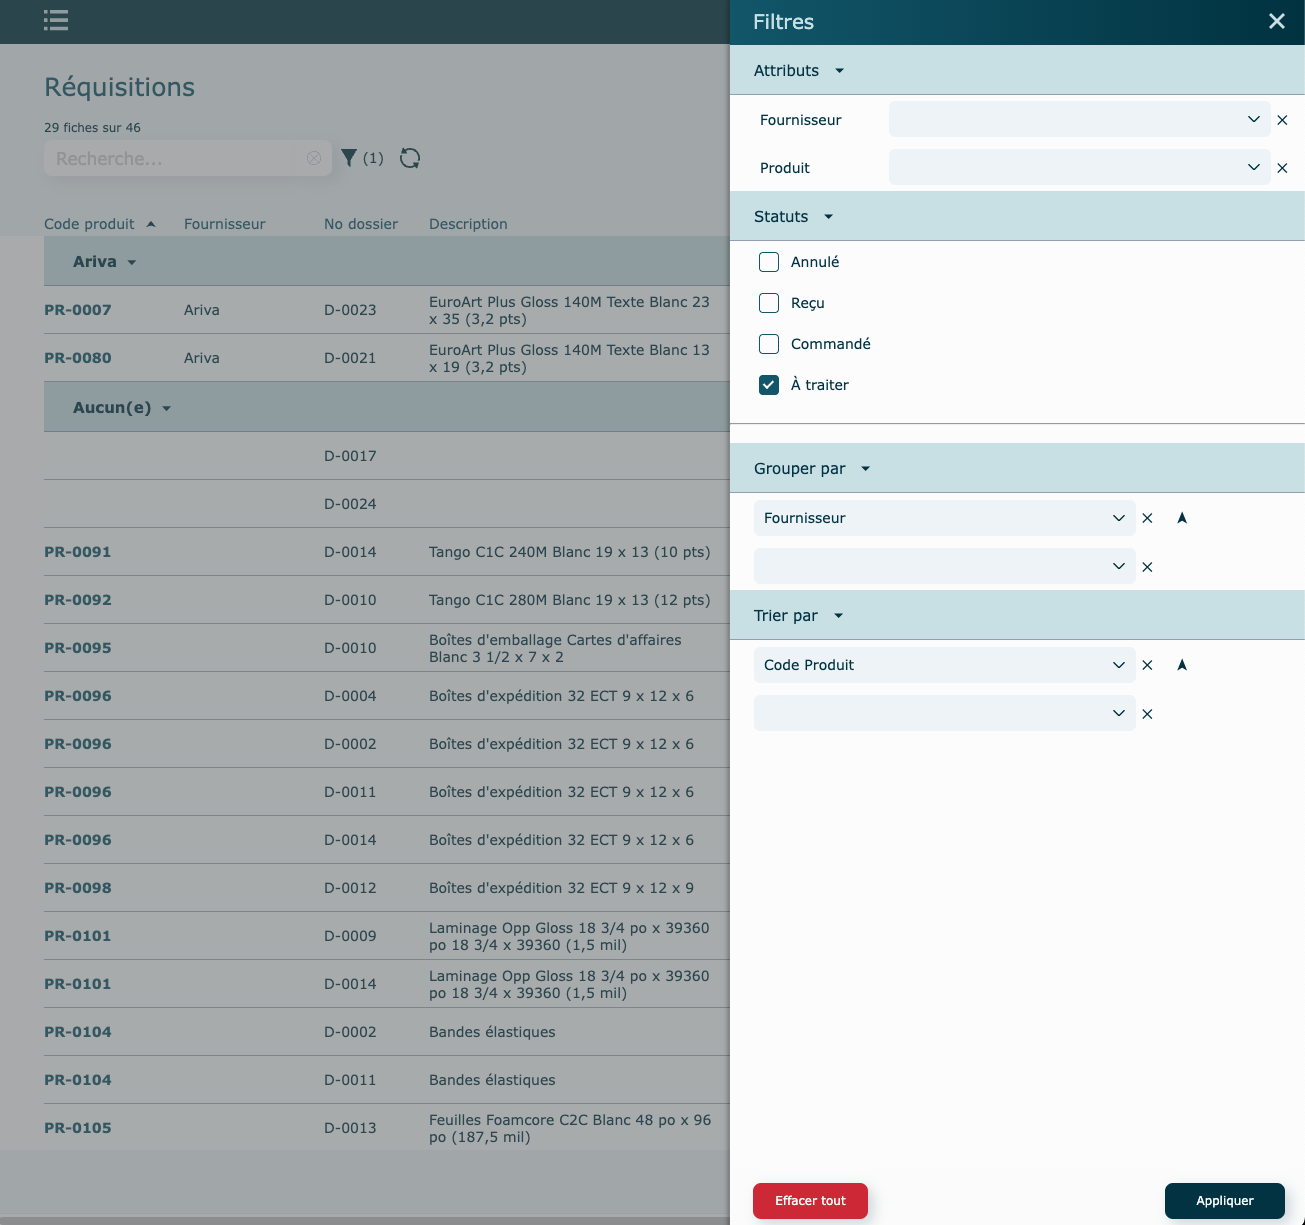 Réquisitions
29 fiches sur 46
Recherche...
(1)
Code produit Fournisseur No dossier Description
Ariva
PR-0007 Ariva D-0023 EuroArt Plus Gloss 140M Texte Blanc 23
x 35 (3,2 pts)
PR-0080 Ariva D-0021 EuroArt Plus Gloss 140M Texte Blanc 13
x 19 (3,2 pts)
Aucun(e)
D-0017
D-0024
PR-0091 D-0014 Tango C1C 240M Blanc 19 x 13 (10 pts)
PR-0092 D-0010 Tango C1C 280M Blanc 19 x 13 (12 pts)
PR-0095 D-0010 Boîtes d'emballage Cartes d'affaires
Blanc 3 1/2 x 7 x 2
PR-0096 D-0004 Boîtes d'expédition 32 ECT 9 x 12 x 6
PR-0096 D-0002 Boîtes d'expédition 32 ECT 9 x 12 x 6
PR-0096 D-0011 Boîtes d'expédition 32 ECT 9 x 12 x 6
PR-0096 D-0014 Boîtes d'expédition 32 ECT 9 x 12 x 6
PR-0098 D-0012 Boîtes d'expédition 32 ECT 9 x 12 x 9
PR-0101 D-0009 Laminage Opp Gloss 18 3/4 po x 39360
po 18 3/4 x 39360 (1,5 mil)
PR-0101 D-0014 Laminage Opp Gloss 18 3/4 po x 39360
po 18 3/4 x 39360 (1,5 mil)
PR-0104 D-0002 Bandes élastiques
PR-0104 D-0011 Bandes élastiques
PR-0105 D-0013 Feuilles Foamcore C2C Blanc 48 po x 96
po (187,5 mil)
Filtres
Attributs
Fournisseur
Produit
Statuts
Annulé
Reçu
Commandé
À traiter
Grouper par
Fournisseur
Trier par
Code Produit
Effacer tout
Appliquer